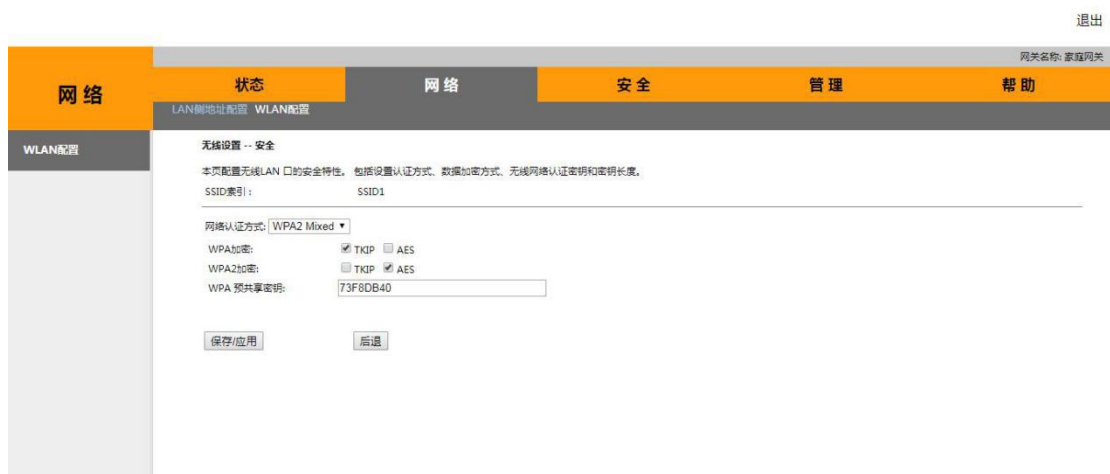 退出
网关名称: 家庭网关
网络
状态 网络 安全 管理 帮助
LAN侧地址配置 WLAN配置
WLAN配置
无线设置 -- 安全
本页配置无线LAN 口的安全特性。 包括设置认证方式、数据加密方式、无线网络认证密钥和密钥长度。
SSID索引: SSID1
网络认证方式: WPA2 Mixed
WPA加密: TKIP AES
WPA2加密: TKIP AES
WPA 预共享密钥: 73F8DB40
保存/应用 后退